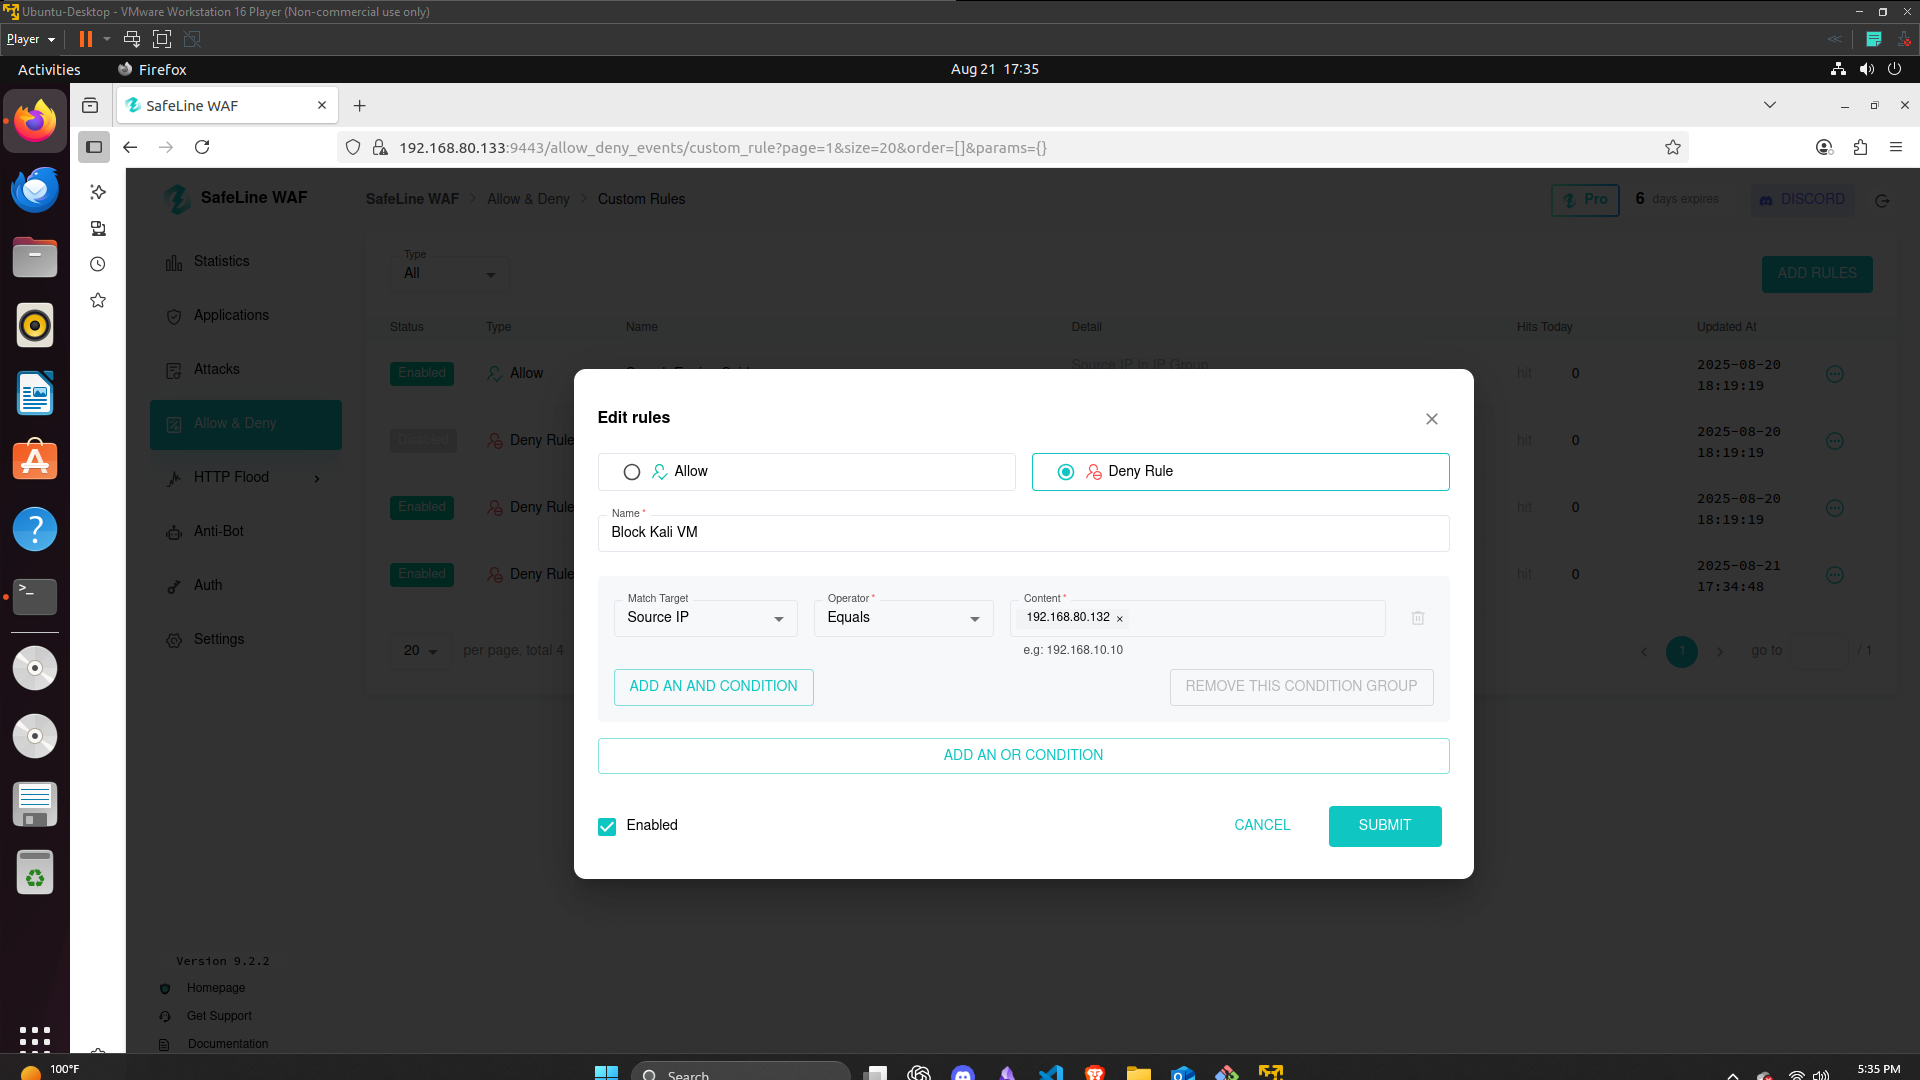 Ubuntu-Desktop - VMware Workstation 16 Player (Non-commercial use only)
Player
Activities
Firefox
Aug 21 17:35
SafeLine WAF
192.168.80.133:9443/allow_deny_events/custom_rule?page=1&size=20&order=[]&params={}
SafeLine WAF
SafeLine WAF > Allow & Deny > Custom Rules
Pro
6 days expires
DISCORD
Statistics
Applications
Attacks
Allow & Deny
HTTP Flood
Anti-Bot
Auth
Settings
Type
All
ADD RULES
Status Type Name Detail Hits Today Updated At
Enabled Allow Source IP In IP Group hit 0 2025-08-20
18:19:19
Disabled Deny Rule hit 0 2025-08-20
18:19:19
Enabled Deny Rule hit 0 2025-08-20
18:19:19
Enabled Deny Rule hit 0 2025-08-21
17:34:48
20 per page, total 4
1
go to / 1
Edit rules
Allow
Deny Rule
Name *
Block Kali VM
Match Target
Source IP
Operator *
Equals
Content *
192.168.80.132 ×
e.g: 192.168.10.10
ADD AN AND CONDITION
REMOVE THIS CONDITION GROUP
ADD AN OR CONDITION
Enabled
CANCEL
SUBMIT
Version 9.2.2
Homepage
Get Support
Documentation
100°F
Search
5:35 PM